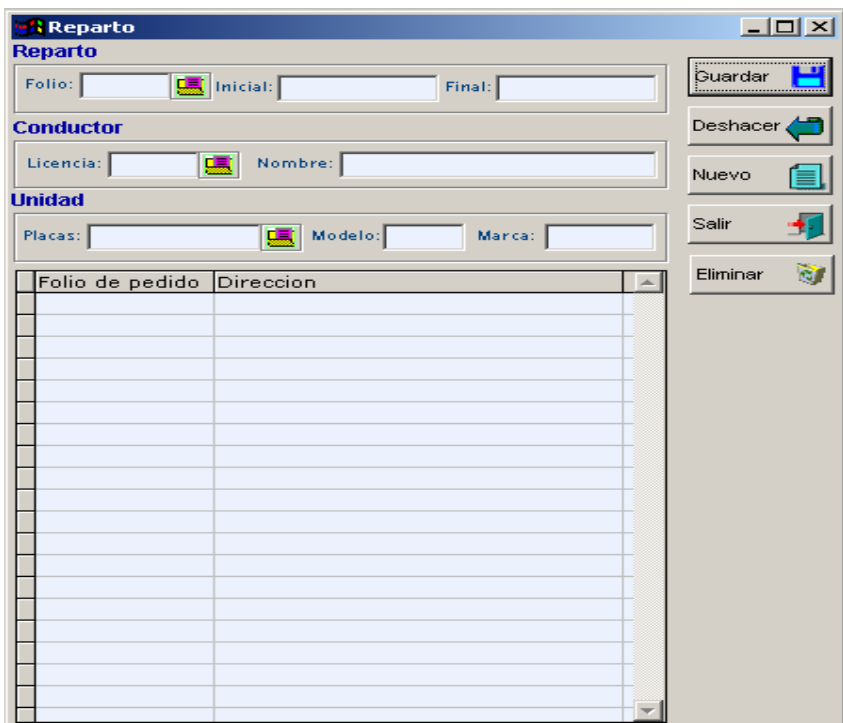 Reparto
Reparto
Folio: Inicial: Final:
Guardar
Conductor
Deshacer
Licencia: Nombre:
Nuevo
Unidad
Placas: Modelo: Marca:
Salir
Folio de pedido Direccion
Eliminar